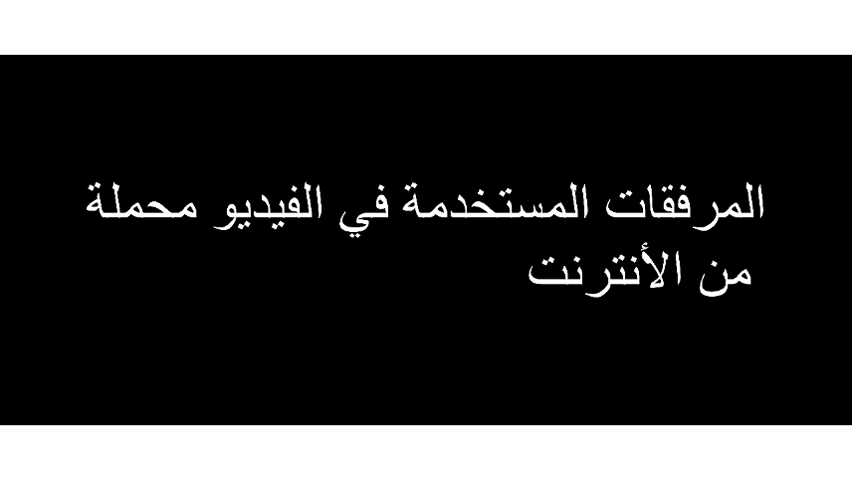 المرفقات المستخدمة في الفيديو محملة
من الأنترنت